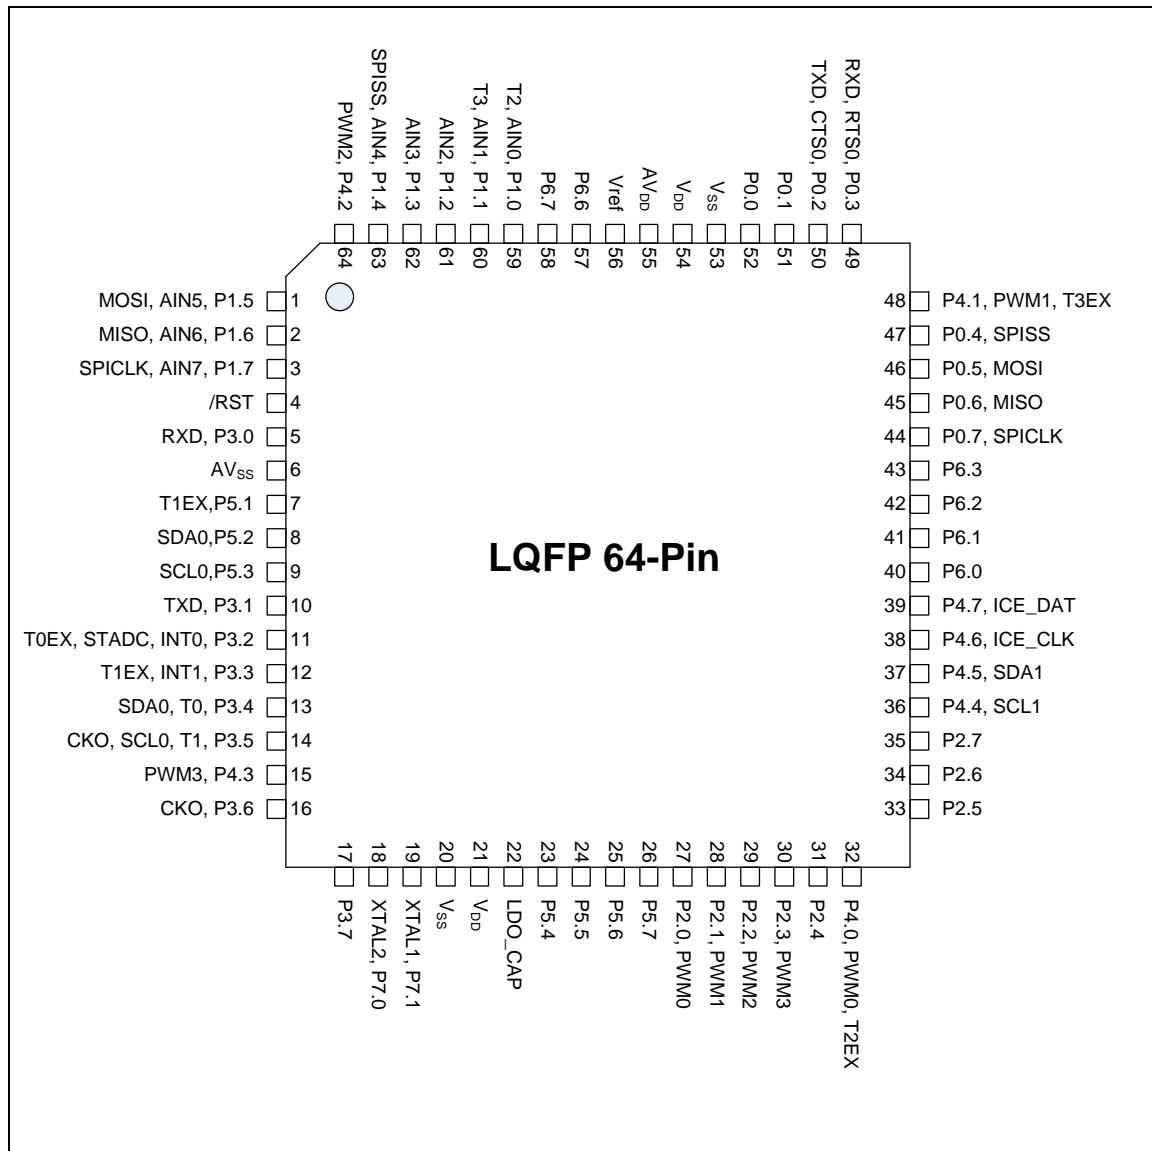 PWM2, P4.2
SPISS, AIN4, P1.4
AIN3, P1.3
AIN2, P1.2
T3, AIN1, P1.1
T2, AIN0, P1.0
P6.7
P6.6
Vref
AVDD
VDD
VSS
P0.0
P0.1
TXD, CTS0, P0.2
RXD, RTS0, P0.3
64
63
62
61
60
59
58
57
56
55
54
53
52
51
50
49
MOSI, AIN5, P1.5 1
MISO, AIN6, P1.6 2
SPICLK, AIN7, P1.7 3
/RST 4
RXD, P3.0 5
AVSS 6
T1EX,P5.1 7
SDA0,P5.2 8
SCL0,P5.3 9
TXD, P3.1 10
T0EX, STADC, INT0, P3.2 11
T1EX, INT1, P3.3 12
SDA0, T0, P3.4 13
CKO, SCL0, T1, P3.5 14
PWM3, P4.3 15
CKO, P3.6 16
LQFP 64-Pin
48 P4.1, PWM1, T3EX
47 P0.4, SPISS
46 P0.5, MOSI
45 P0.6, MISO
44 P0.7, SPICLK
43 P6.3
42 P6.2
41 P6.1
40 P6.0
39 P4.7, ICE_DAT
38 P4.6, ICE_CLK
37 P4.5, SDA1
36 P4.4, SCL1
35 P2.7
34 P2.6
33 P2.5
17
18
19
20
21
22
23
24
25
26
27
28
29
30
31
32
P3.7
XTAL2, P7.0
XTAL1, P7.1
VSS
VDD
LDO_CAP
P5.4
P5.5
P5.6
P5.7
P2.0, PWM0
P2.1, PWM1
P2.2, PWM2
P2.3, PWM3
P2.4
P4.0, PWM0, T2EX